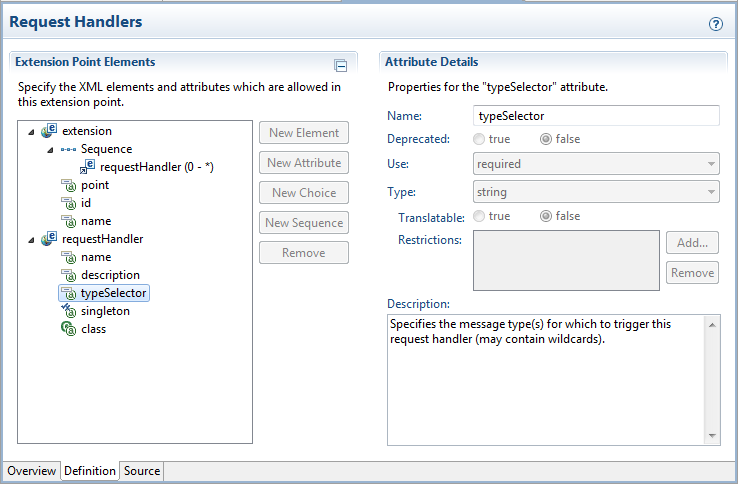 Request Handlers
?
Extension Point Elements
Specify the XML elements and attributes which are allowed in
this extension point.
extension
Sequence
requestHandler (0 - *)
point
id
name
requestHandler
name
description
typeSelector
singleton
class
New Element
New Attribute
New Choice
New Sequence
Remove
Attribute Details
Properties for the "typeSelector" attribute.
Name: typeSelector
Deprecated: true false
Use: required
Type: string
Translatable: true false
Restrictions:
Add...
Remove
Description:
Specifies the message type(s) for which to trigger this
request handler (may contain wildcards).
Overview Definition Source